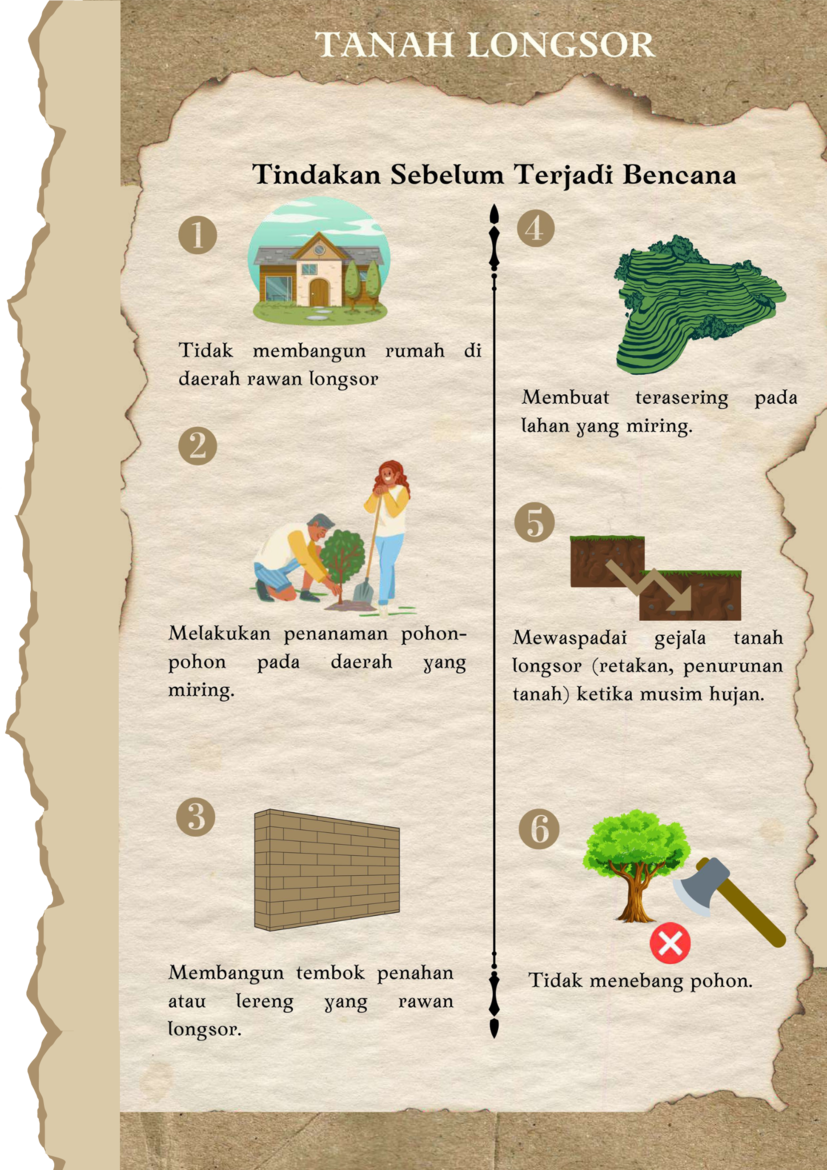 TANAH LONGSOR
Tindakan Sebelum Terjadi Bencana
1
Tidak membangun rumah di
daerah rawan longsor
2
Melakukan penanaman pohon-
pohon pada daerah yang
miring.
3
Membangun tembok penahan
atau lereng yang rawan
longsor.
4
Membuat terasering pada
lahan yang miring.
5
Mewaspadai gejala tanah
longsor (retakan, penurunan
tanah) ketika musim hujan.
6
Tidak menebang pohon.